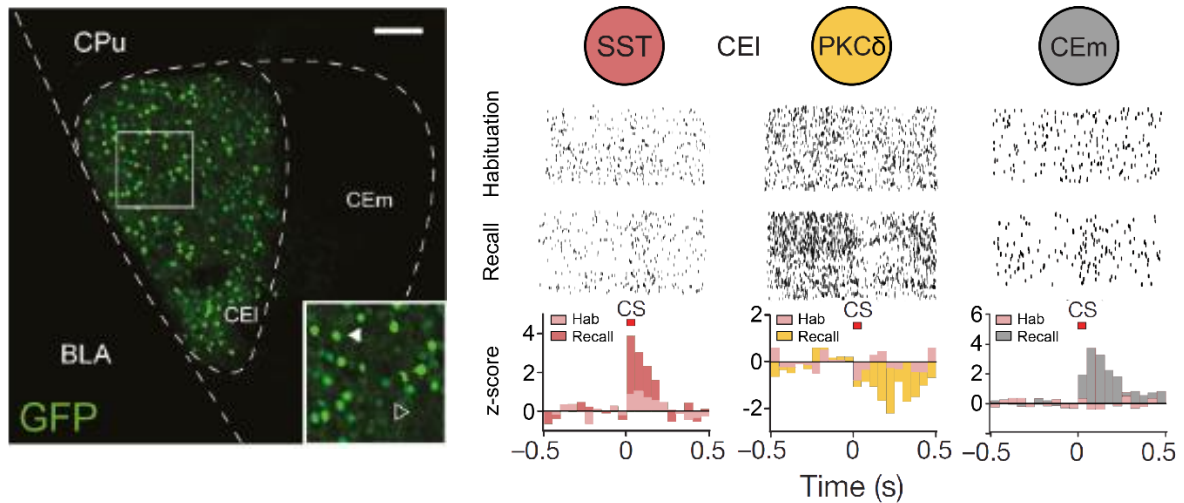 CPu
CEm
CEl
BLA
GFP
SST
CEl
PKCδ
CEm
Habituation
Recall
CS
CS
CS
z-score
4
2
0
Hab
Recall
2
0
-2
Hab
Recall
6
4
2
0
Hab
Recall
−0.5
0
0.5
−0.5
0
0.5
−0.5
0
0.5
Time (s)